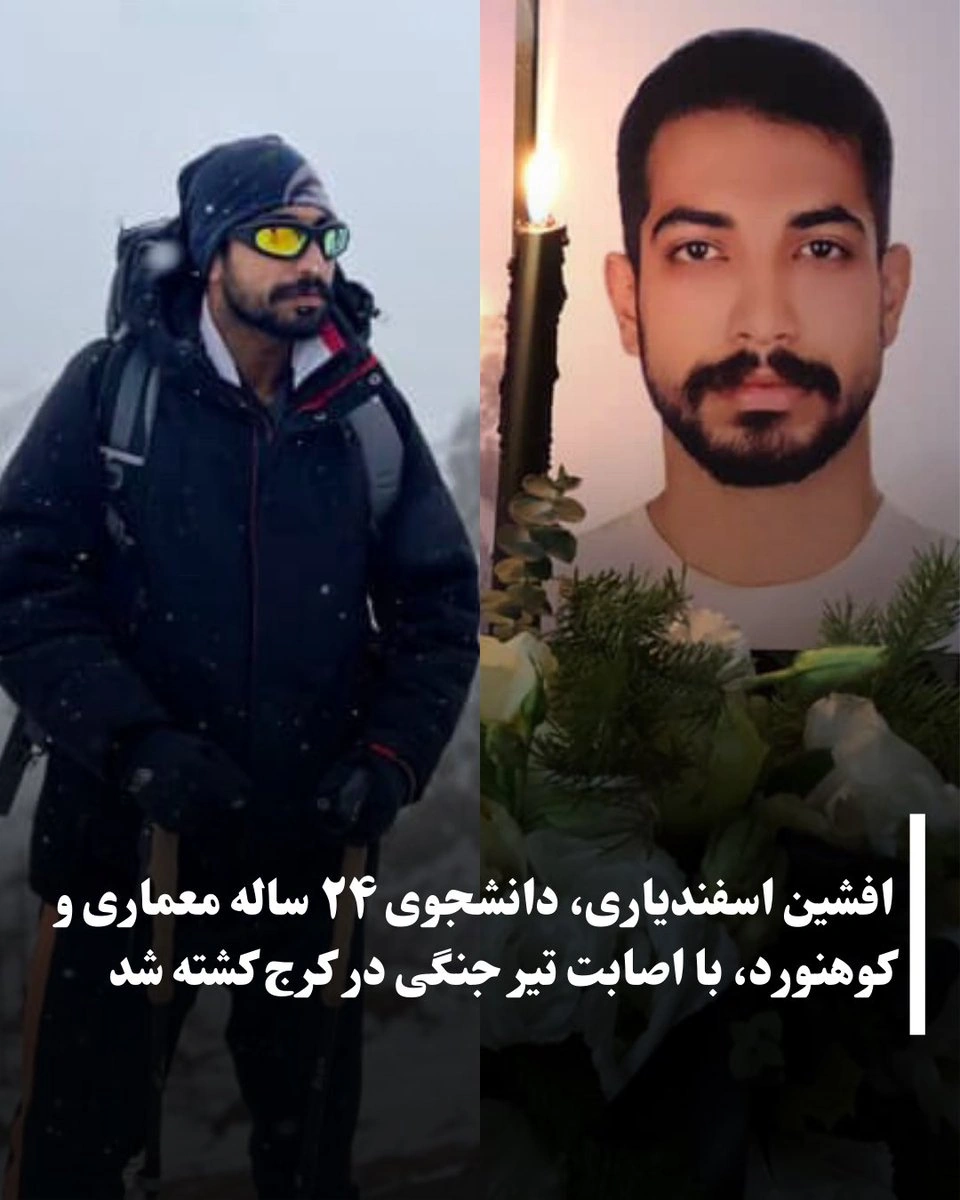 افشین اسفندیاری، دانشجوی ۲۴ ساله معماری و
کوهنورد، با اصابت تیر جنگی در کرج کشته شد